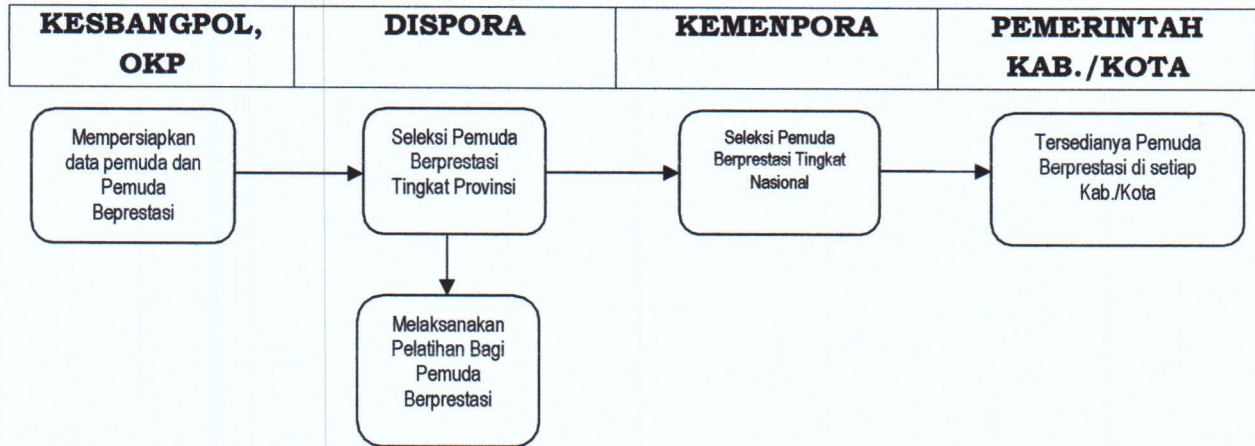 KESBANGPOL,
OKP
DISPORA
KEMENPORA
PEMERINTAH
KAB./KOTA
Mempersiapkan
data pemuda dan
Pemuda
Beprestasi
Seleksi Pemuda
Berprestasi
Tingkat Provinsi
Seleksi Pemuda
Berprestasi Tingkat
Nasional
Tersedianya Pemuda
Berprestasi di setiap
Kab./Kota
Melaksanakan
Pelatihan Bagi
Pemuda
Berprestasi